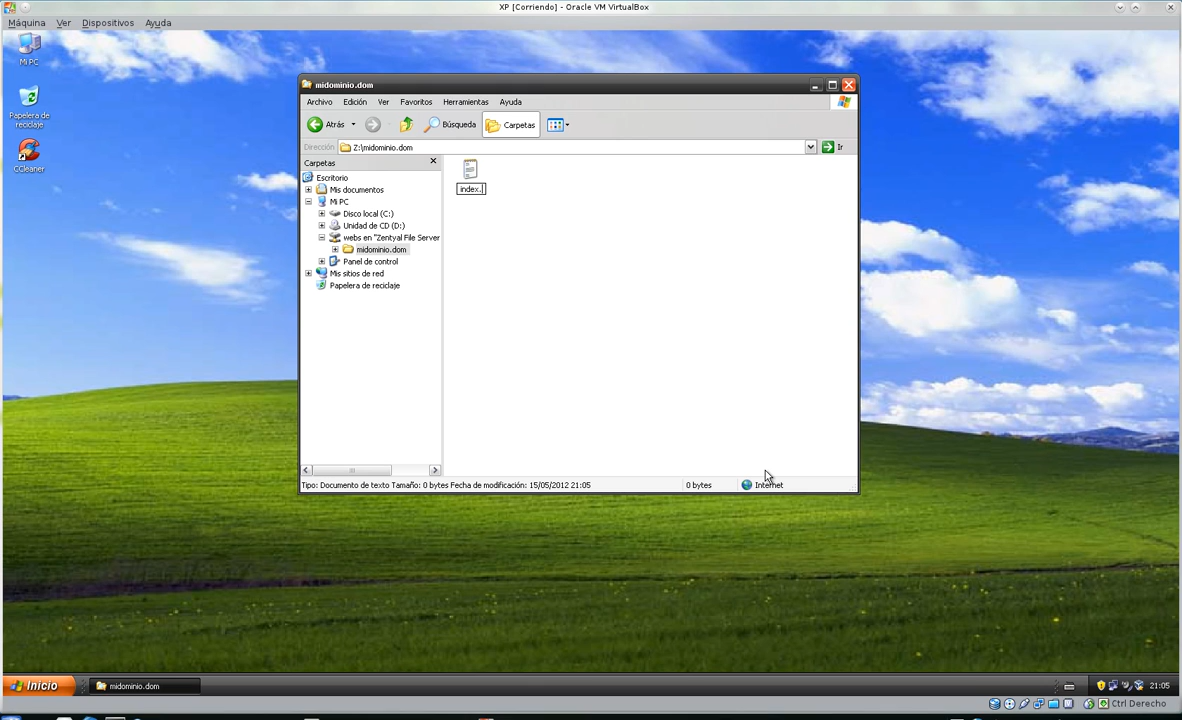 XP [Corriendo] - Oracle VM VirtualBox
Máquina Ver Dispositivos Ayuda
Mi PC
Papelera de
reciclaje
CCleaner
midominio.dom
Archivo Edición Ver Favoritos Herramientas Ayuda
Atrás Búsqueda Carpetas
Dirección Z:\midominio.dom Ir
Carpetas
Escritorio
Mis documentos
Mi PC
Disco local (C:)
Unidad de CD (D:)
webs en "Zentyal File Server
midominio.dom
Panel de control
Mis sitios de red
Papelera de reciclaje
index.
Tipo: Documento de texto Tamaño: 0 bytes Fecha de modificación: 15/05/2012 21:05 0 bytes Internet
Inicio midominio.dom 21:05
Ctrl Derecho